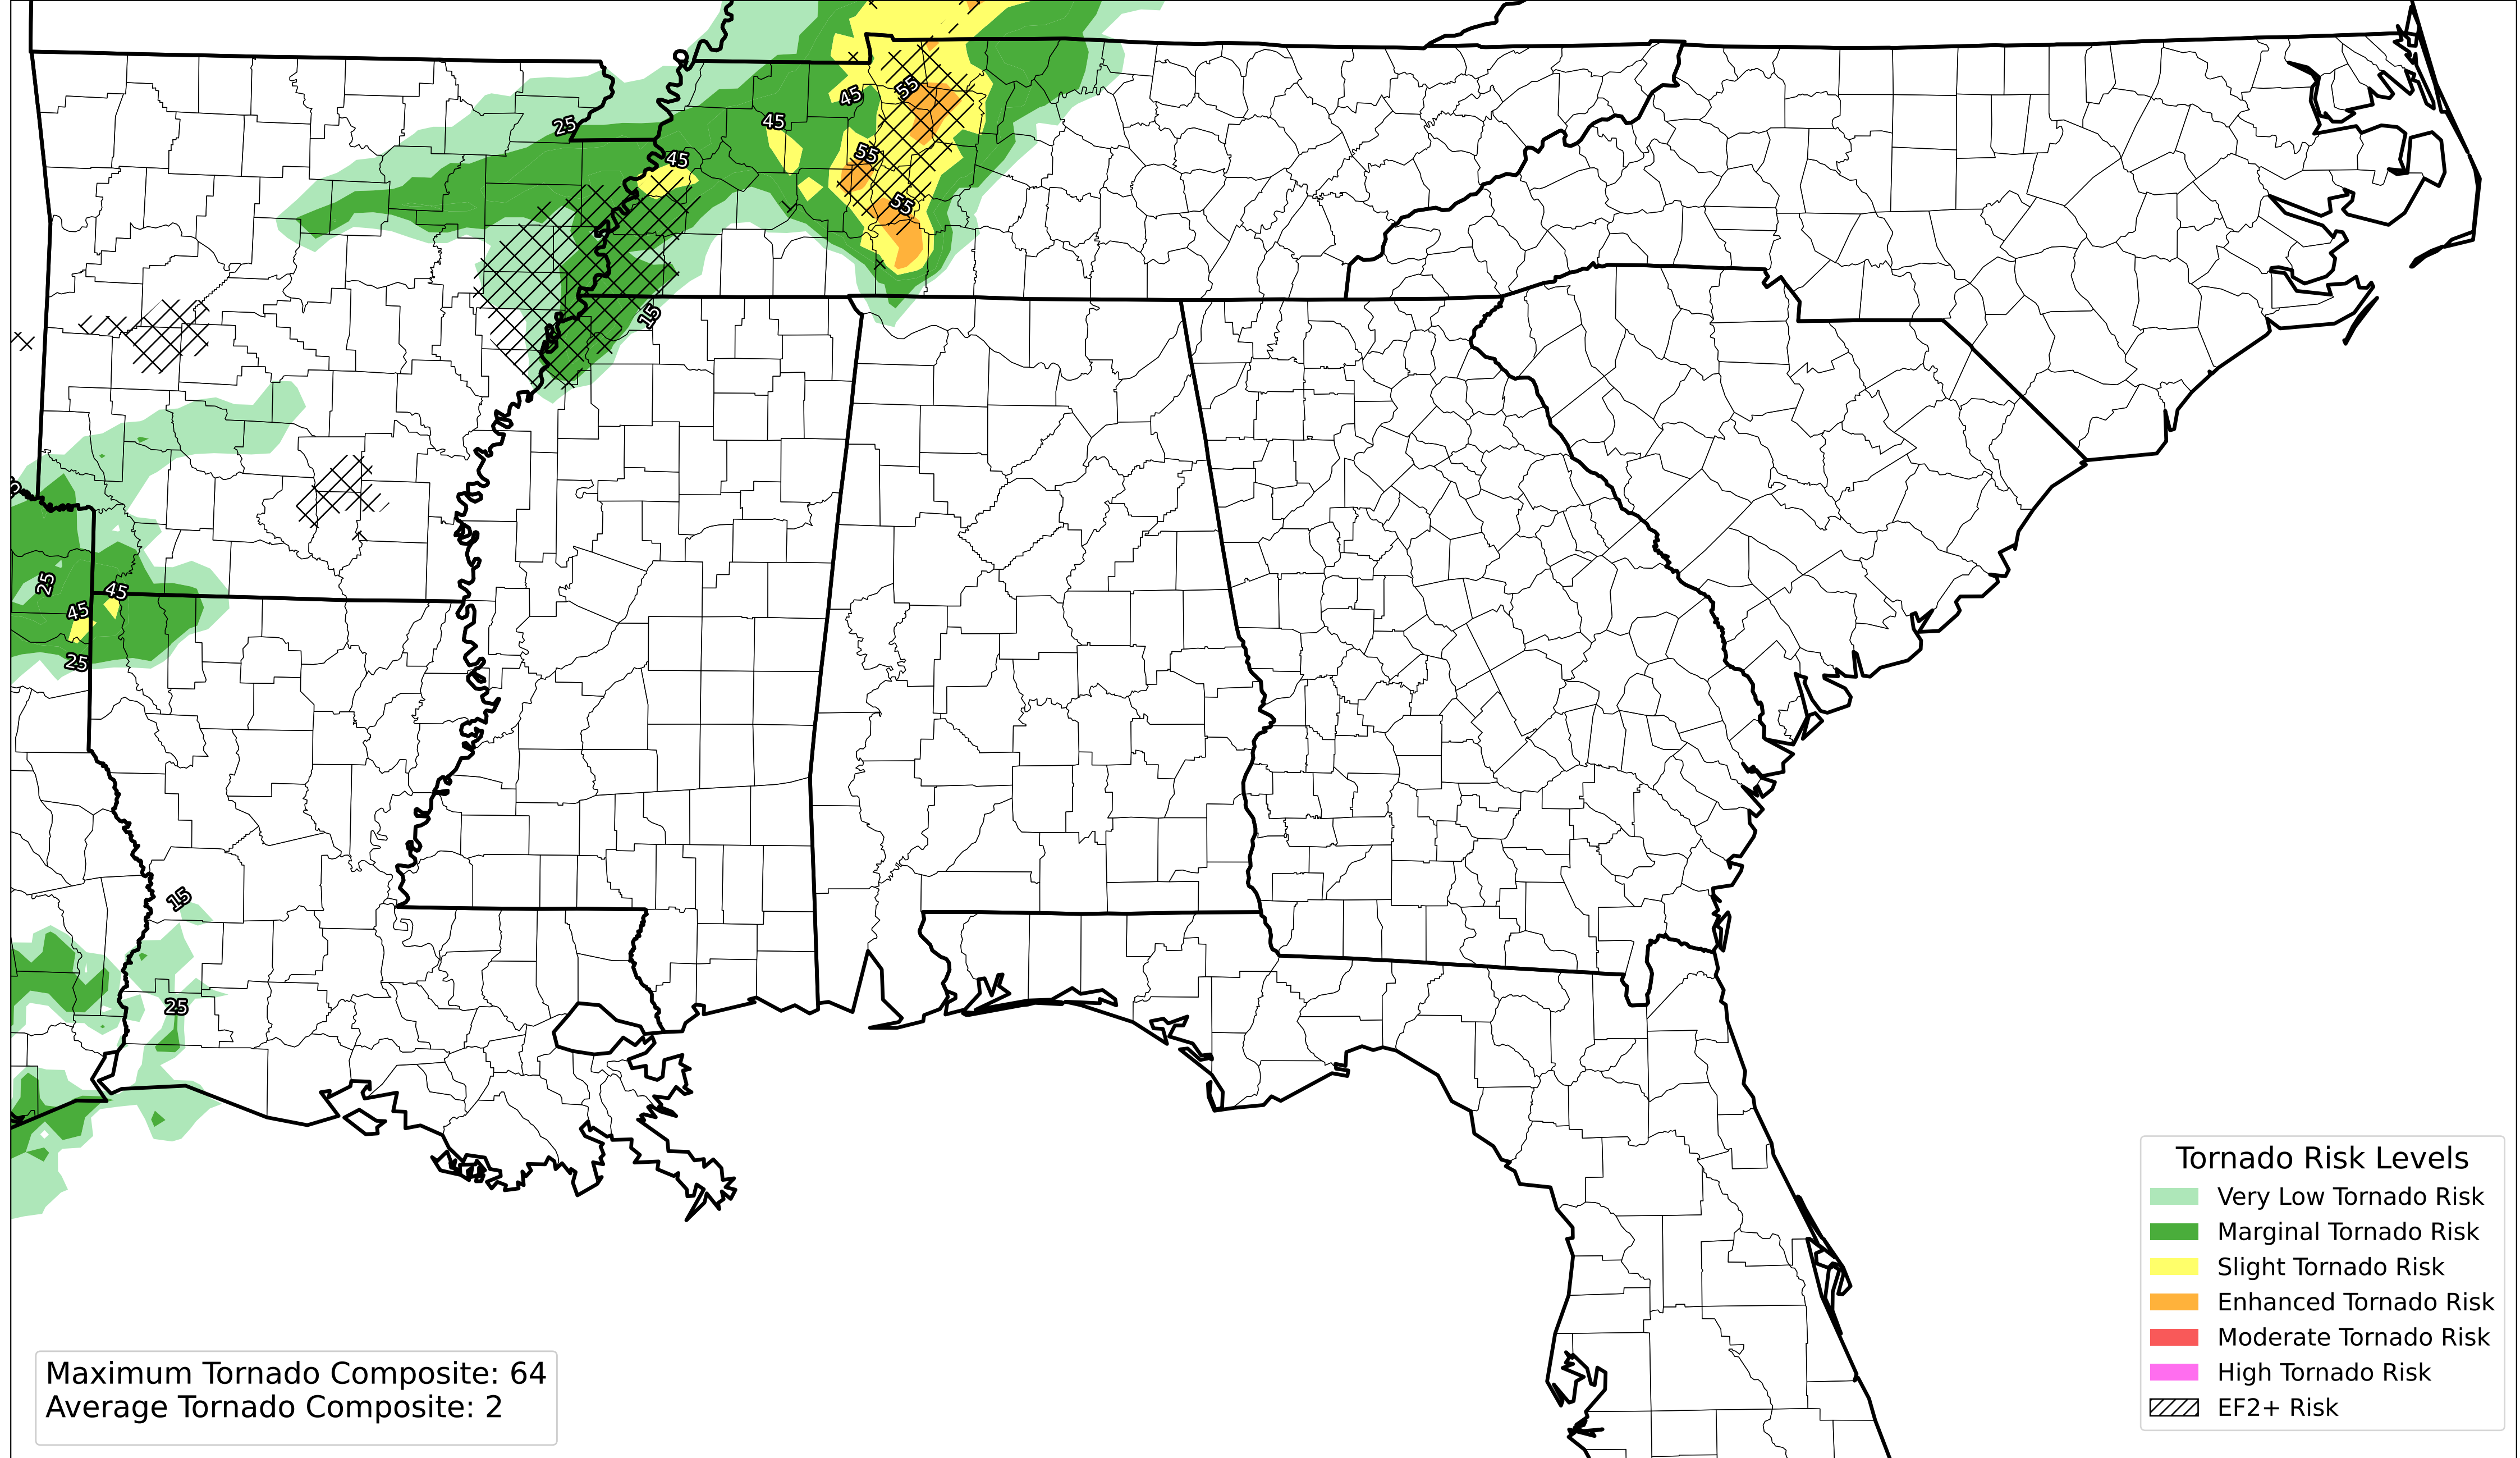 55
45
45
25
55
45
55
15
25
45
45
25
15
25
Tornado Risk Levels
Very Low Tornado Risk
Marginal Tornado Risk
Slight Tornado Risk
Enhanced Tornado Risk
Moderate Tornado Risk
High Tornado Risk
EF2+ Risk
Maximum Tornado Composite: 64
Average Tornado Composite: 2